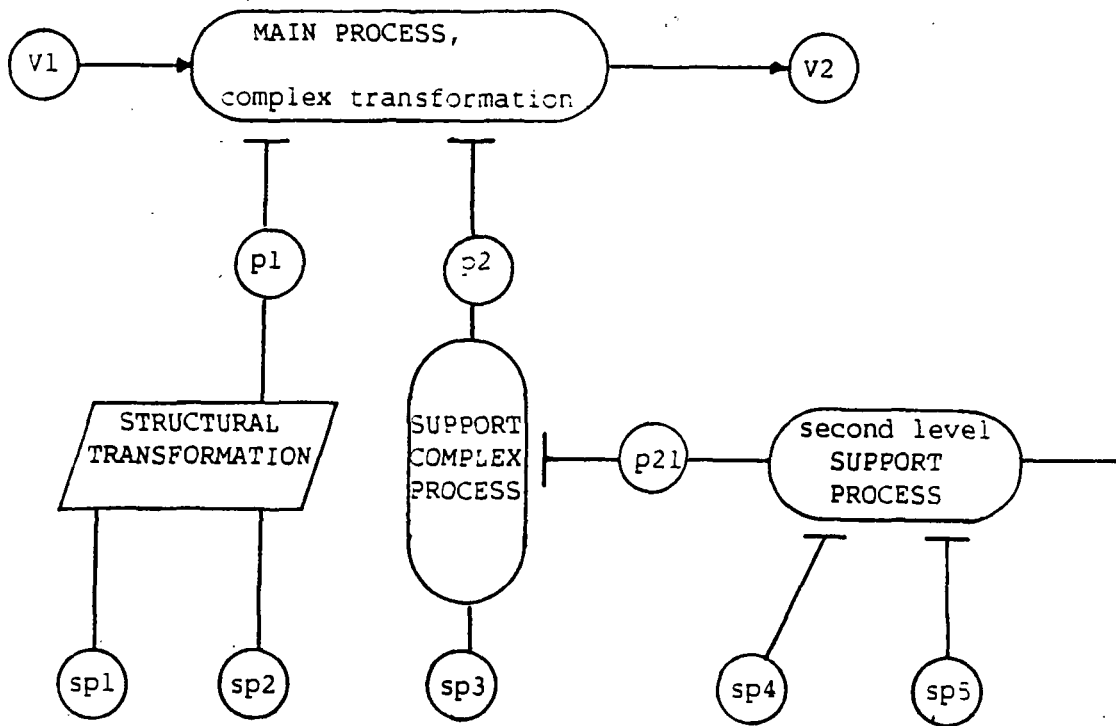 MAIN PROCESS,
V1
V2
complex transformation
p1
p2
STRUCTURAL
TRANSFORMATION
SUPPORT
COMPLEX
PROCESS
p21
second level
SUPPORT
PROCESS
sp1
sp2
sp3
sp4
sp5